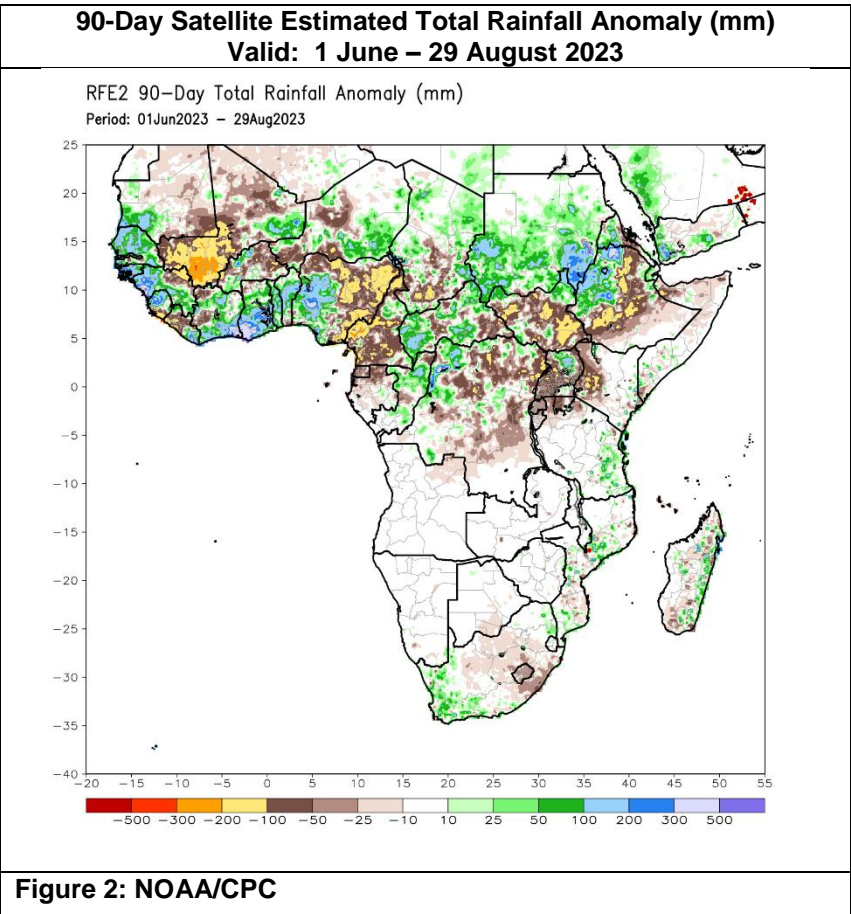 90-Day Satellite Estimated Total Rainfall Anomaly (mm)
Valid:  1 June – 29 August 2023
RFE2 90-Day Total Rainfall Anomaly (mm)
Period: 01Jun2023 – 29Aug2023
25
20
15
10
5
0
-5
-10
-15
-20
-25
-30
-35
-40
-20 -15 -10 -5 0 5 10 15 20 25 30 35 40 45 50 55
-500 -300 -200 -100 -50 -25 -10 10 25 50 100 200 300 500
Figure 2: NOAA/CPC